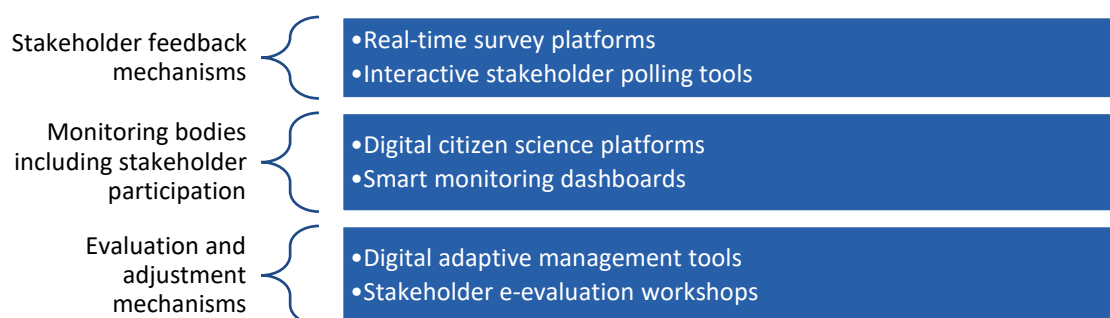 Stakeholder feedback
mechanisms
•Real-time survey platforms
•Interactive stakeholder polling tools
Monitoring bodies
including stakeholder
participation
•Digital citizen science platforms
•Smart monitoring dashboards
Evaluation and
adjustment
mechanisms
•Digital adaptive management tools
•Stakeholder e-evaluation workshops